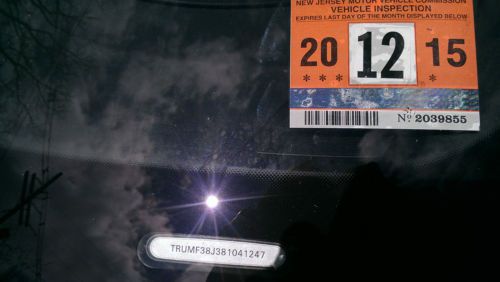 NEW JERSEY MOTOR VEHICLE COMMISSION
VEHICLE INSPECTION
EXPIRES LAST DAY OF THE MONTH DISPLAYED BELOW
20 12 15
*** *
No 2039855
TRUMF38J381041247